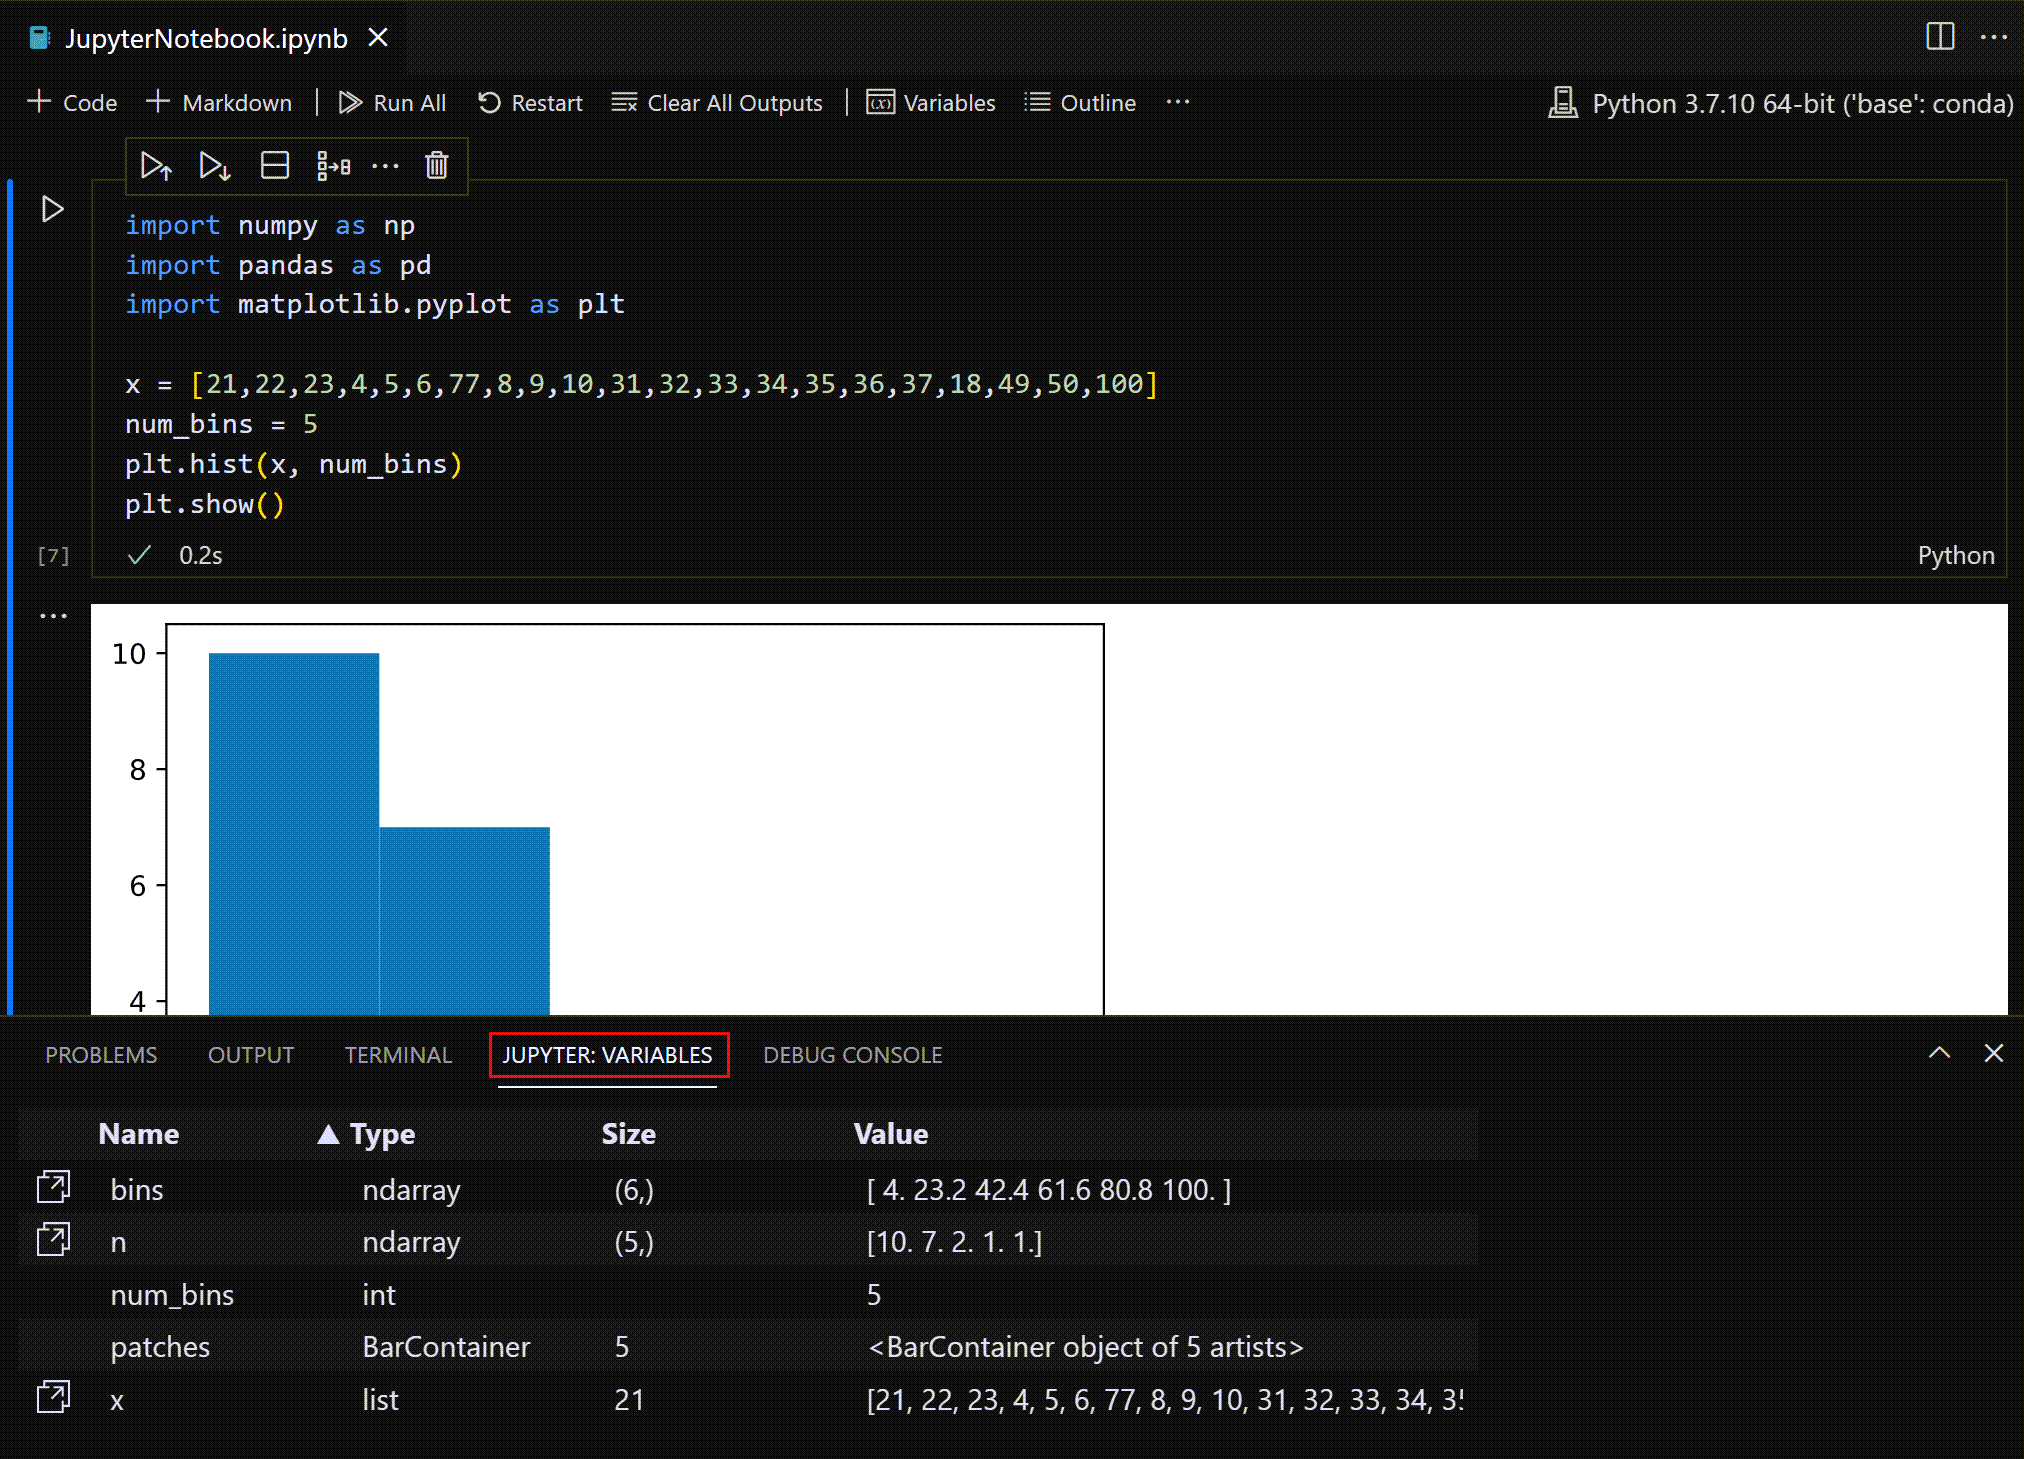 JupyterNotebook.ipynb
Code Markdown Run All Restart Clear All Outputs Variables Outline ··· Python 3.7.10 64-bit ('base': conda)
import numpy as np
import pandas as pd
import matplotlib.pyplot as plt
x = [21,22,23,4,5,6,77,8,9,10,31,32,33,34,35,36,37,18,49,50,100]
num_bins = 5
plt.hist(x, num_bins)
plt.show()
[7] 0.2s Python
10
8
6
4
PROBLEMS OUTPUT TERMINAL JUPYTER: VARIABLES DEBUG CONSOLE
Name Type Size Value
bins ndarray (6,) [ 4. 23.2 42.4 61.6 80.8 100. ]
n ndarray (5,) [10. 7. 2. 1. 1.]
num_bins int 5
patches BarContainer 5 <BarContainer object of 5 artists>
x list 21 [21, 22, 23, 4, 5, 6, 77, 8, 9, 10, 31, 32, 33, 34, 35